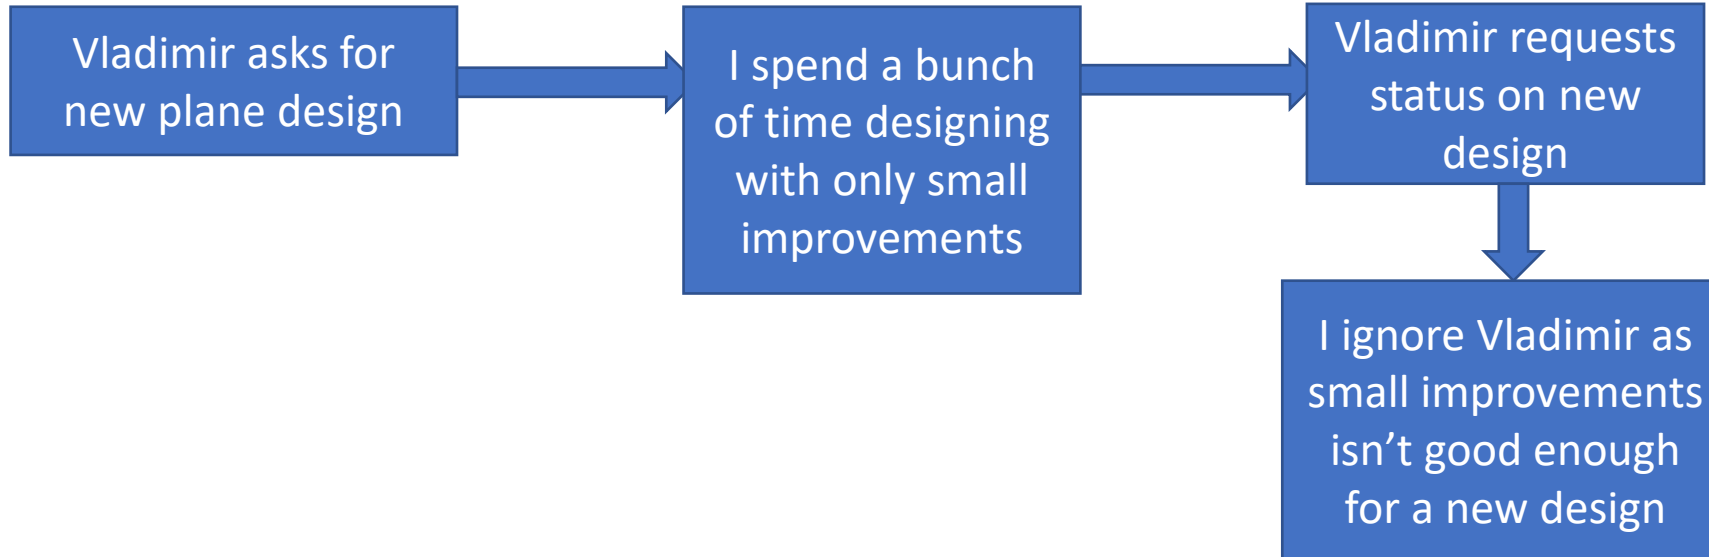 Vladimir asks for
new plane design
I spend a bunch
of time designing
with only small
improvements
Vladimir requests
status on new
design
I ignore Vladimir as
small improvements
isn’t good enough
for a new design